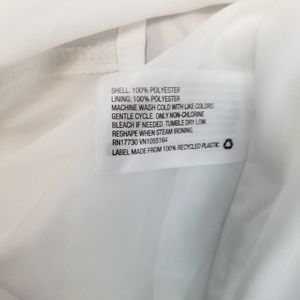 SHELL: 100% POLYESTER
LINING: 100% POLYESTER
MACHINE WASH COLD WITH LIKE COLORS
GENTLE CYCLE. ONLY NON-CHLORINE
BLEACH IF NEEDED. TUMBLE DRY LOW.
RESHAPE WHEN STEAM IRONING
RN17730 VN1055164
LABEL MADE FROM 100% RECYCLED PLASTIC